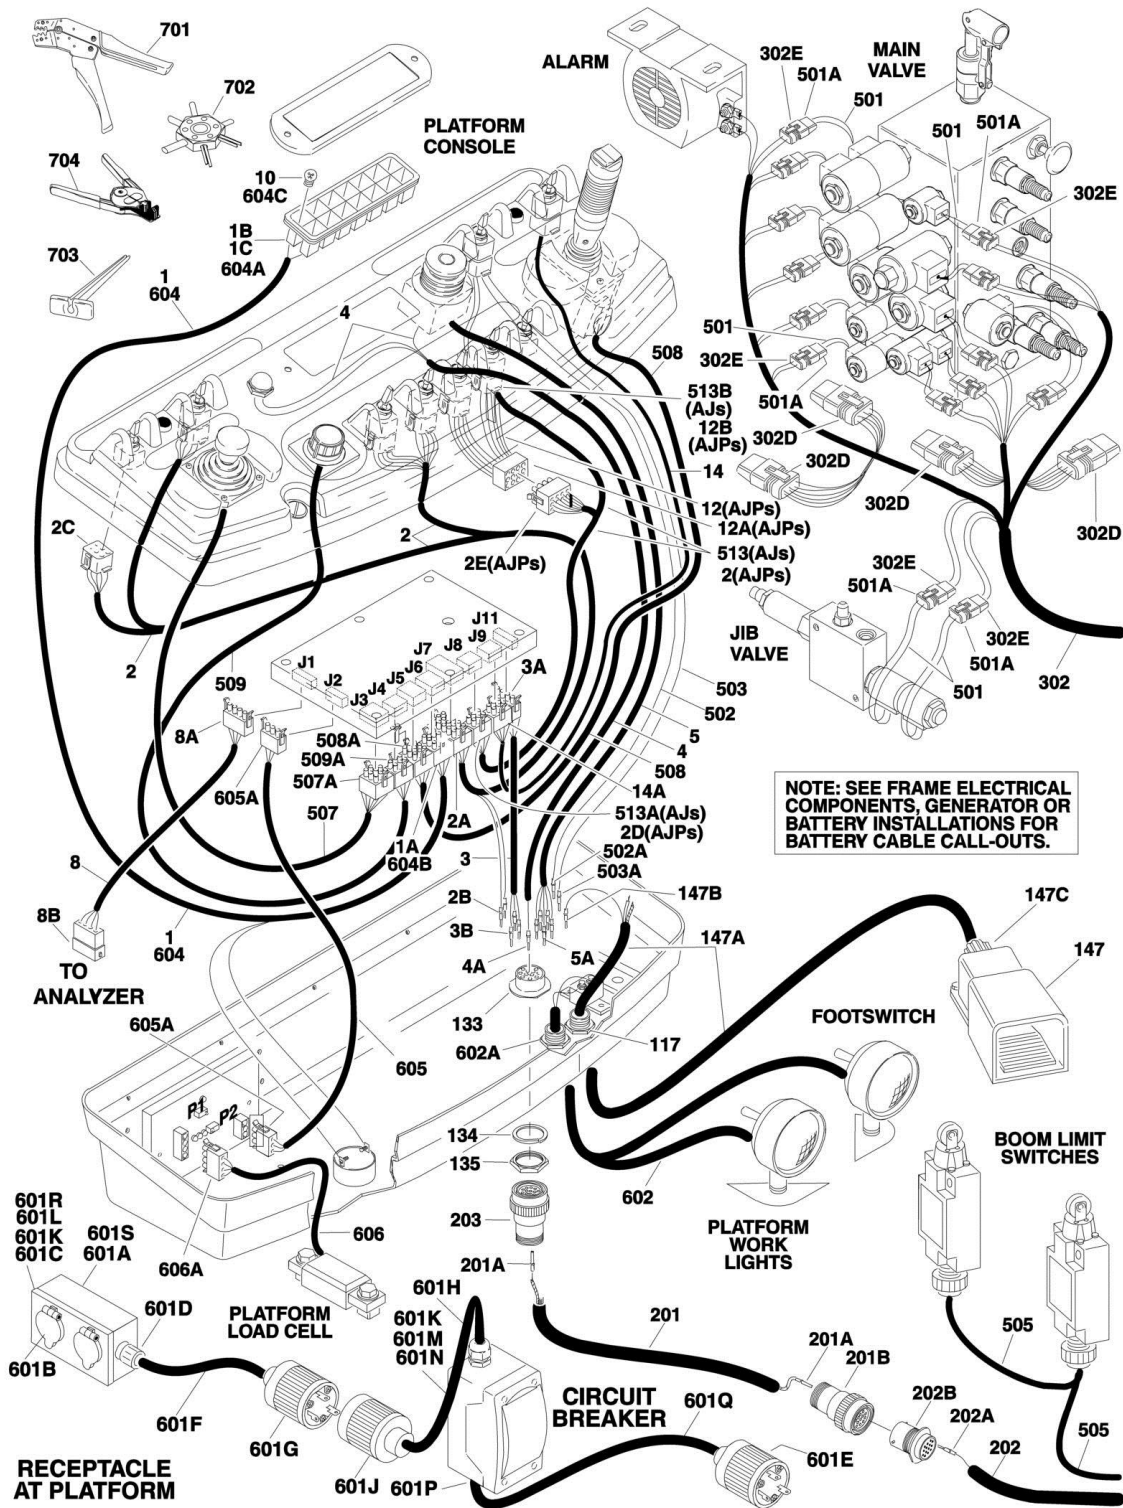 701
702
704
703
PLATFORM
CONSOLE
ALARM
302E
501A
501
MAIN
VALVE
501
501A
302E
10
604C
1B
1C
604A
1
604
4
508
501
302E
501A
513B
(AJs)
12B
(AJPs)
302D
302D
302D
302D
14
12(AJPs)
12A(AJPs)
2C
2
2E(AJPs)
513(AJs)
2(AJPs)
302E
501A
JIB
VALVE
302E
501A
501
302
2
509
J1
J2
J3
J4
J5
J6
J7
J8
J9
J11
3A
503
502
5
4
508
8A
605A
508A
509A
507A
507
14A
513A(AJs)
2D(AJPs)
2A
1A
604B
3
502A
503A
NOTE: SEE FRAME ELECTRICAL
COMPONENTS, GENERATOR OR
BATTERY INSTALLATIONS FOR
BATTERY CABLE CALL-OUTS.
8
8B
TO
ANALYZER
1
604
2B
3B
4A
5A
147B
147A
147C
147
133
602A
117
FOOTSWITCH
605A
605
P1
P2
134
135
203
602
PLATFORM
WORK
LIGHTS
BOOM LIMIT
SWITCHES
601R
601L
601K
601C
601S
601A
606A
606
PLATFORM
LOAD CELL
601D
601B
601F
601G
601J
601H
601K
601M
601N
CIRCUIT
BREAKER
601P
601Q
601E
201A
201
201A
201B
202B
202A
202
505
505
RECEPTACLE
AT PLATFORM